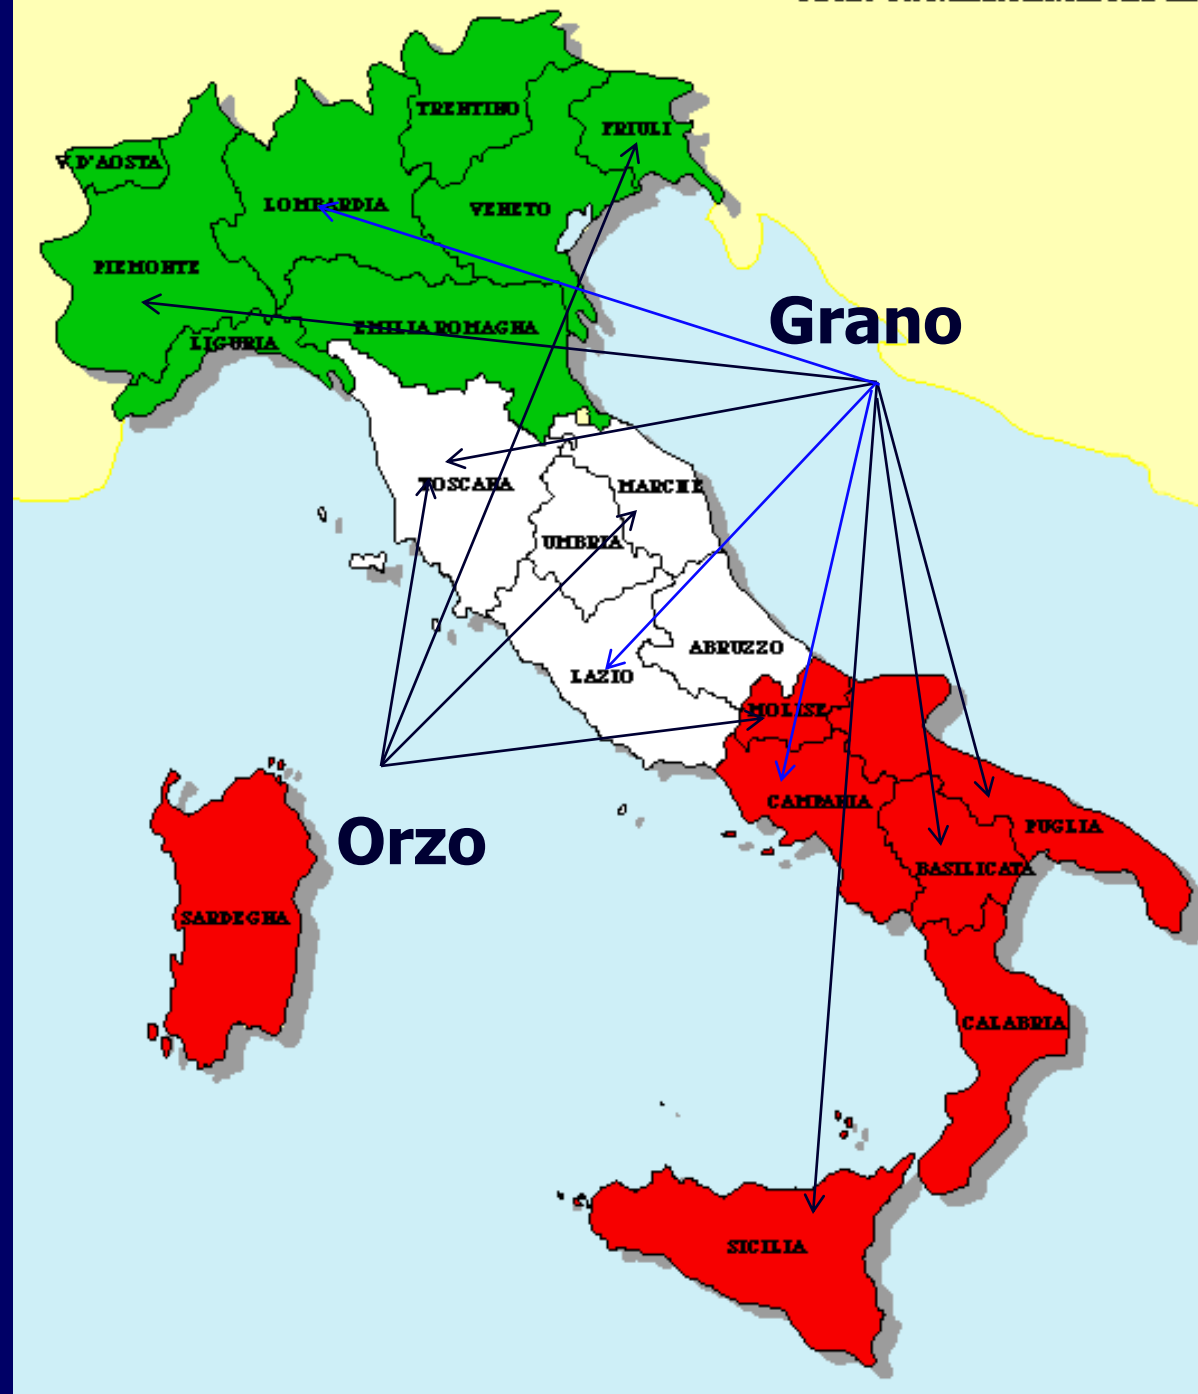 TRENTINO
FRIULI
V. D'AOSTA
LOMBARDIA
VENETO
PIEMONTE
Grano
EMILIA ROMAGNA
LIGURIA
TOSCANA
MARCHE
UMBRIA
ABRUZZO
LAZIO
MOLISE
CAMPANIA
PUGLIA
Orzo
BASILICATA
SARDEGNA
CALABRIA
SICILIA